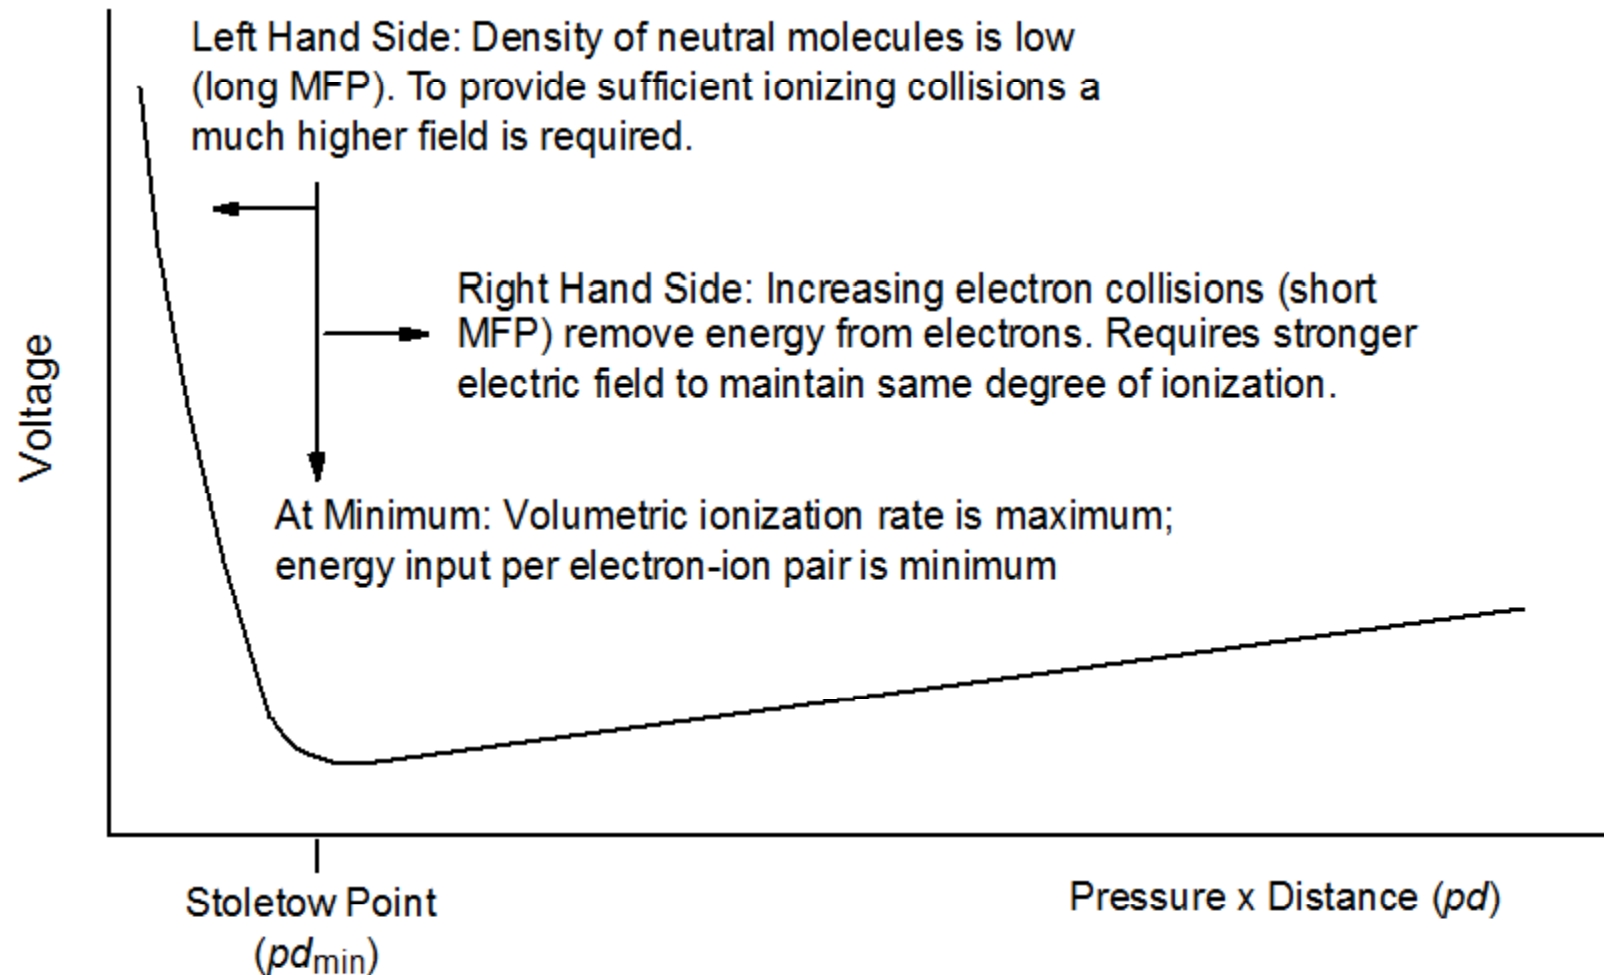 Left Hand Side: Density of neutral molecules is low
(long MFP). To provide sufficient ionizing collisions a
much higher field is required.
Right Hand Side: Increasing electron collisions (short
MFP) remove energy from electrons. Requires stronger
electric field to maintain same degree of ionization.
Voltage
At Minimum: Volumetric ionization rate is maximum;
energy input per electron-ion pair is minimum
Stoletow Point
(pdmin)
Pressure x Distance (pd)